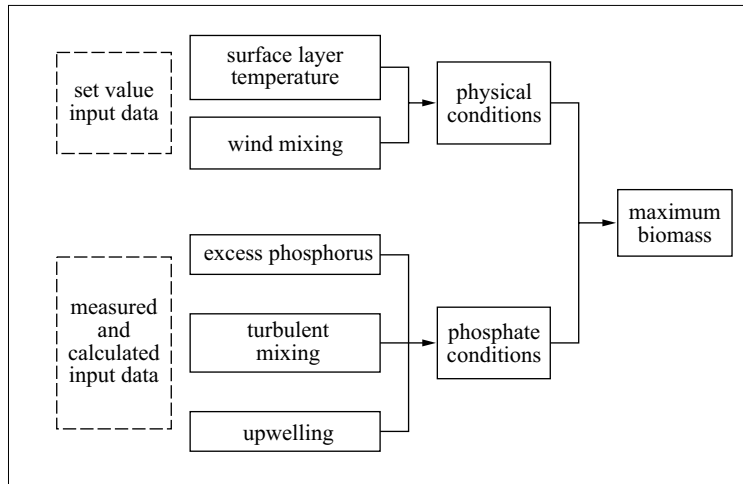 set value
input data
surface layer
temperature
wind mixing
physical
conditions
maximum
biomass
measured
and
calculated
input data
excess phosphorus
turbulent
mixing
upwelling
phosphate
conditions